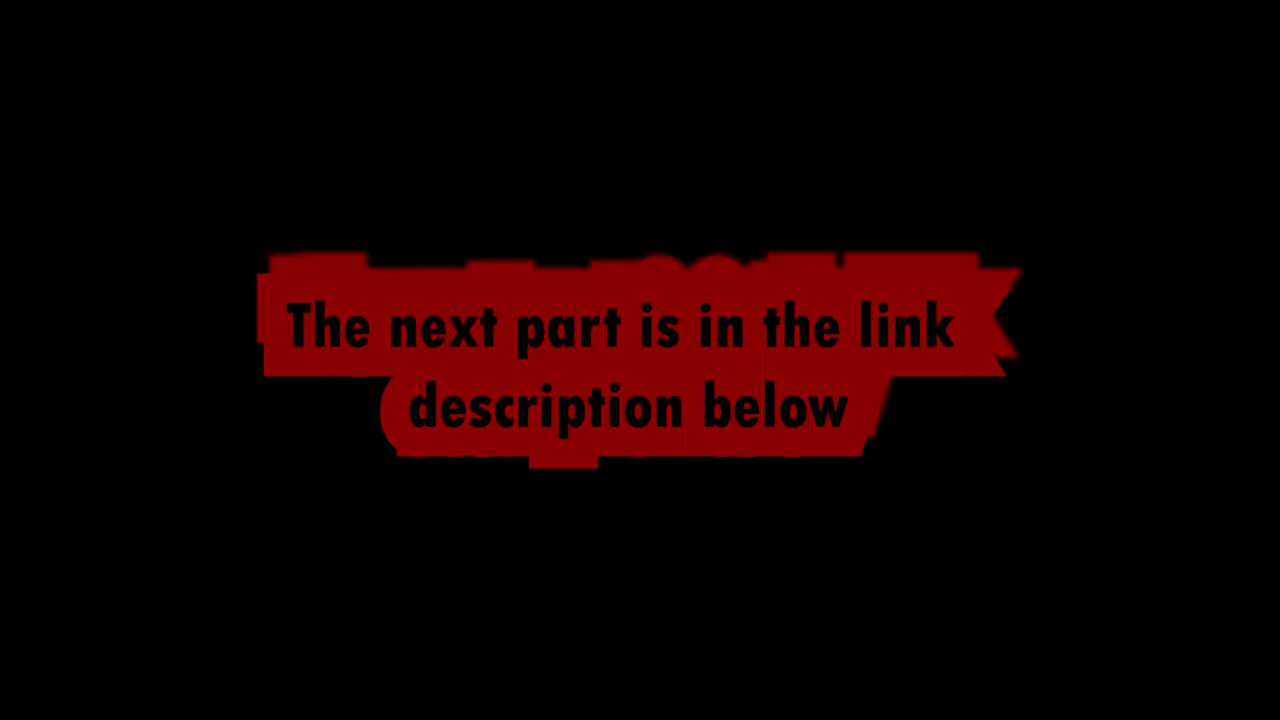 The next part is in the link
description below